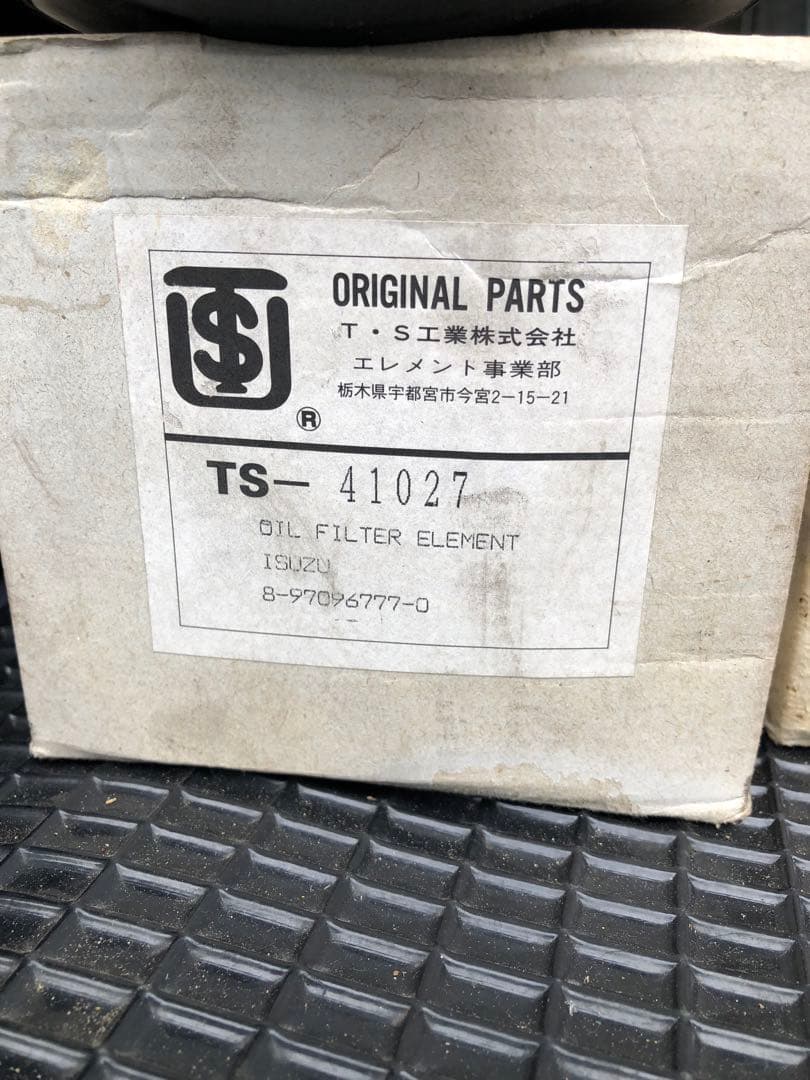 TS
®
ORIGINAL PARTS
T・S工業株式会社
エレメント事業部
栃木県宇都宮市今宮2-15-21
TS- 41027
OIL FILTER ELEMENT
ISUZU
8-97096777-0